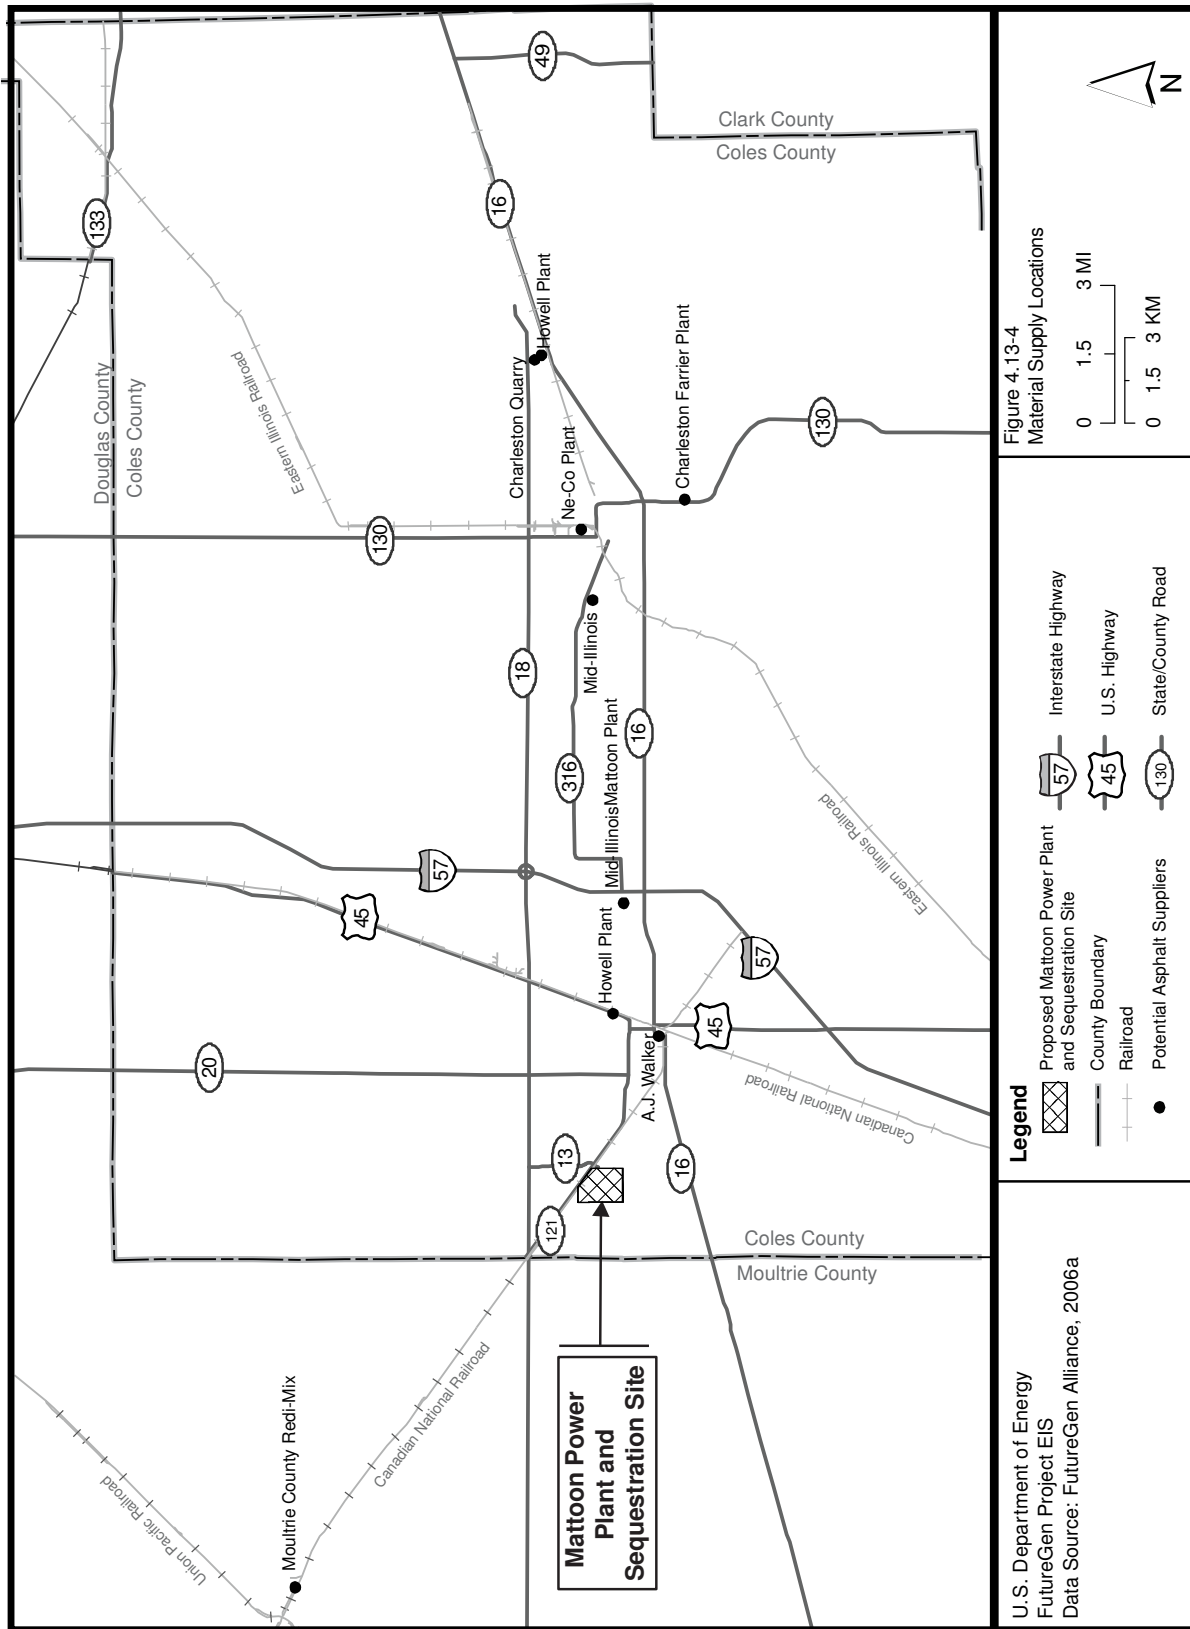 Douglas County
Coles County
133
Eastern Illinois Railroad
130
20
45
57
Union Pacific Railroad
Moultrie County Redi-Mix
Canadian National Railroad
18
Charleston Quarry
Howell Plant
16
49
Clark County
Coles County
121
13
Howell Plant
316
Mid-Illinois
Mid-IllinoisMattoon Plant
Ne-Co Plant
Mattoon Power
Plant and
Sequestration Site
A.J. Walker
16
Charleston Farrier Plant
130
16
45
57
Eastern Illinois Railroad
Canadian National Railroad
Coles County
Moultrie County
U.S. Department of Energy
FutureGen Project EIS
Data Source: FutureGen Alliance, 2006a
Legend
Proposed Mattoon Power Plant
and Sequestration Site
County Boundary
Railroad
Potential Asphalt Suppliers
57
Interstate Highway
45
U.S. Highway
130
State/County Road
Figure 4.13-4
Material Supply Locations
0 1.5 3 MI
0 1.5 3 KM
N